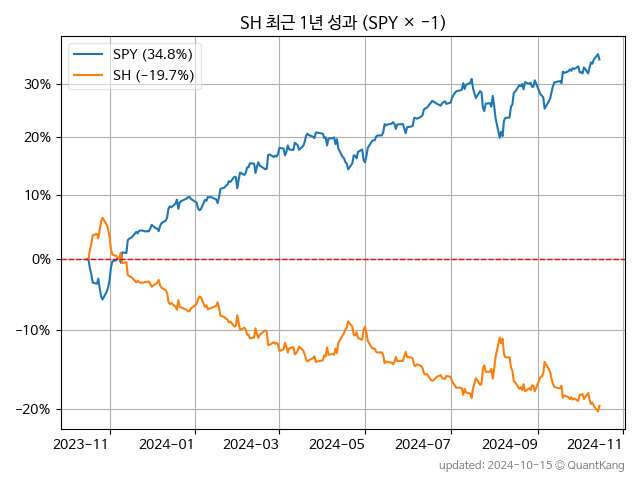 SH 최근 1년 성과 (SPY × −1)
SPY (34.8%)
SH (−19.7%)
30%
20%
10%
0%
−10%
−20%
2023-11 2024-01 2024-03 2024-05 2024-07 2024-09 2024-11
updated: 2024-10-15 © QuantKang